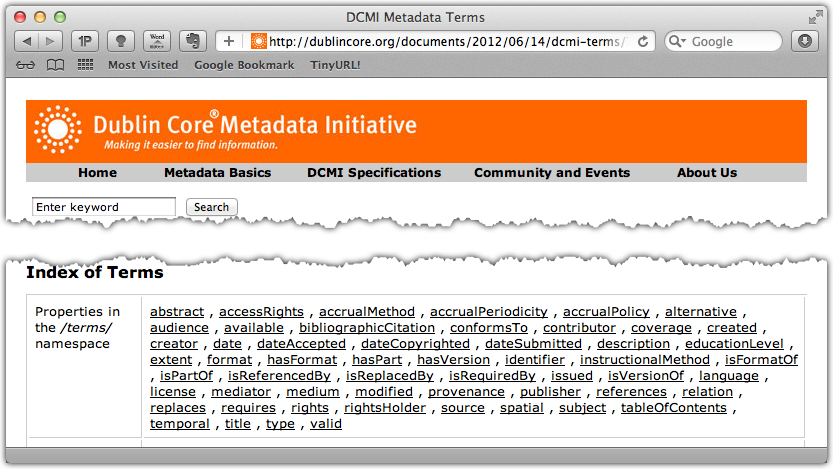 DCMI Metadata Terms
1P
Word
http://dublincore.org/documents/2012/06/14/dcmi-terms/
Google
Most Visited Google Bookmark TinyURL!
Dublin Core® Metadata Initiative
Making it easier to find information.
Home Metadata Basics DCMI Specifications Community and Events About Us
Enter keyword Search
Index of Terms
Properties in
the /terms/
namespace
abstract , accessRights , accrualMethod , accrualPeriodicity , accrualPolicy , alternative ,
audience , available , bibliographicCitation , conformsTo , contributor , coverage , created ,
creator , date , dateAccepted , dateCopyrighted , dateSubmitted , description , educationLevel ,
extent , format , hasFormat , hasPart , hasVersion , identifier , instructionalMethod , isFormatOf
, isPartOf , isReferencedBy , isReplacedBy , isRequiredBy , issued , isVersionOf , language ,
license , mediator , medium , modified , provenance , publisher , references , relation ,
replaces , requires , rights , rightsHolder , source , spatial , subject , tableOfContents ,
temporal , title , type , valid